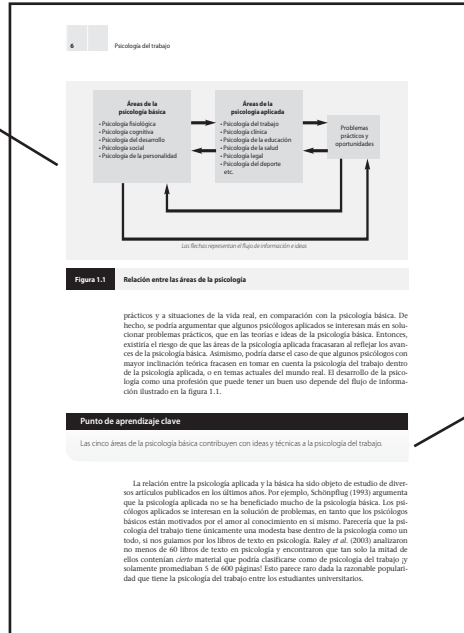 6 Psicología del trabajo
Áreas de la
psicología básica
• Psicología fisiológica
• Psicología cognitiva
• Psicología del desarrollo
• Psicología social
• Psicología de la personalidad
Áreas de la
psicología aplicada
• Psicología del trabajo
• Psicología clínica
• Psicología de la educación
• Psicología de la salud
• Psicología legal
• Psicología del deporte
etc.
Problemas
prácticos y
oportunidades
Las flechas representan el flujo de información e ideas
Figura 1.1 Relación entre las áreas de la psicología
prácticos y a situaciones de la vida real, en comparación con la psicología básica. De
hecho, se podría argumentar que algunos psicólogos aplicados se interesan más en solu-
cionar problemas prácticos, que en las teorías e ideas de la psicología básica. Entonces,
existiría el riesgo de que las áreas de la psicología aplicada fracasaran al reflejar los avan-
ces de la psicología básica. Asimismo, podría darse el caso de que algunos psicólogos con
mayor inclinación teórica fracasen en tomar en cuenta la psicología del trabajo dentro
de la psicología aplicada, o en temas actuales del mundo real. El desarrollo de la psico-
logía como una profesión que puede tener un buen uso depende del flujo de informa-
ción ilustrado en la figura 1.1.
Punto de aprendizaje clave
Las cinco áreas de la psicología básica contribuyen con ideas y técnicas a la psicología del trabajo.
La relación entre la psicología aplicada y la básica ha sido objeto de estudio de diver-
sos artículos publicados en los últimos años. Por ejemplo, Schönpflug (1993) argumenta
que la psicología aplicada no se ha beneficiado mucho de la psicología básica. Los psi-
cólogos aplicados se interesan en la solución de problemas, en tanto que los psicólogos
básicos están motivados por el amor al conocimiento en sí mismo. Parecería que la psi-
cología del trabajo tiene únicamente una modesta base dentro de la psicología como un
todo, si nos guiamos por los libros de texto en psicología. Raley et al. (2003) analizaron
no menos de 60 libros de texto en psicología y encontraron que tan solo la mitad de
ellos contenían cierto material que podría clasificarse como de psicología del trabajo ¡y
solamente promediaban 5 de 600 páginas! Esto parece raro dada la razonable populari-
dad que tiene la psicología del trabajo entre los estudiantes universitarios.